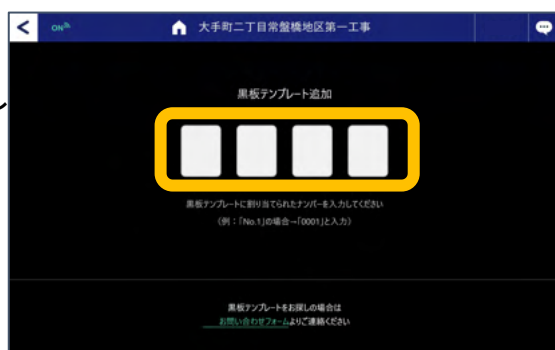 ON
大手町二丁目常盤橋地区第一工事
黒板テンプレート追加
黒板テンプレートに割り当てられたナンバーを入力してください
(例:「No.1」の場合→「0001」と入力)
黒板テンプレートをお探しの場合は
お問い合わせフォームよりご連絡ください